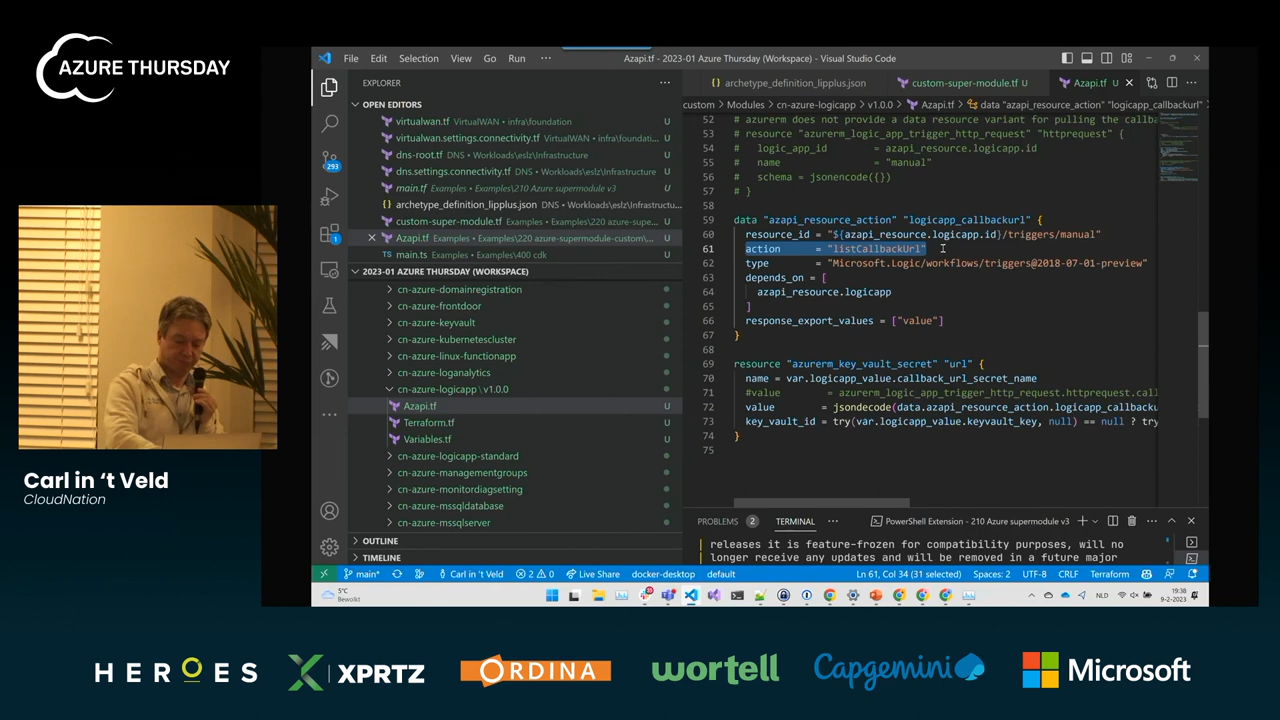 AZURE THURSDAY
File Edit Selection View Go Run ··· Azapi.tf - 2023-01 Azure Thursday (Workspace) - Visual Studio Code
EXPLORER
OPEN EDITORS
virtualwan.tf VirtualWAN • infra\foundation U
virtualwan.settings.connectivity.tf VirtualWAN • infra\foundatio... U
dns-root.tf DNS • Workloads\eslz\Infrastructure U
dns.settings.connectivity.tf DNS • Workloads\eslz\Infrastructure U
main.tf Examples • Examples\210 Azure supermodule v3 U
archetype_definition_lipplus.json DNS • Workloads\eslz\Infrast... U
custom-super-module.tf Examples • Examples\220 azure-supe... U
Azapi.tf Examples • Examples\220 azure-supermodule-custom\... U
main.ts Examples • Examples\400 cdk U
2023-01 AZURE THURSDAY (WORKSPACE)
cn-azure-domainregistration
cn-azure-frontdoor
cn-azure-keyvault
cn-azure-kubernetescluster
cn-azure-linux-functionapp
cn-azure-loganalytics
cn-azure-logicapp \ v1.0.0
Azapi.tf U
Terraform.tf U
Variables.tf U
cn-azure-logicapp-standard
cn-azure-managementgroups
cn-azure-monitordiagsetting
cn-azure-mssqldatabase
cn-azure-mssqlserver
OUTLINE
TIMELINE
293
1
archetype_definition_lipplus.json custom-super-module.tf U Azapi.tf U
custom > Modules > cn-azure-logicapp > v1.0.0 > Azapi.tf > data "azapi_resource_action" "logicapp_callbackurl" >
52 # azurerm does not provide a data resource variant for pulling the callb
53 # resource "azurerm_logic_app_trigger_http_request" "httprequest" {
54 #   logic_app_id = azapi_resource.logicapp.id
55 #   name = "manual"
56 #   schema = jsonencode({})
57 # }
58
59 data "azapi_resource_action" "logicapp_callbackurl" {
60   resource_id = "${azapi_resource.logicapp.id}/triggers/manual"
61   action = "listCallbackUrl"
62   type = "Microsoft.Logic/workflows/triggers@2018-07-01-preview"
63   depends_on = [
64     azapi_resource.logicapp
65   ]
66   response_export_values = ["value"]
67 }
68
69 resource "azurerm_key_vault_secret" "url" {
70   name = var.logicapp_value.callback_url_secret_name
71   #value = azurerm_logic_app_trigger_http_request.httprequest.call
72   value = jsondecode(data.azapi_resource_action.logicapp_callbacku
73   key_vault_id = try(var.logicapp_value.keyvault_key, null) == null ? try
74 }
75
PROBLEMS 2 TERMINAL ··· PowerShell Extension - 210 Azure supermodule v3
releases it is feature-frozen for compatibility purposes, will no
longer receive any updates and will be removed in a future major
main* Carl in 't Veld 2 0 Live Share docker-desktop default Ln 61, Col 34 (31 selected) Spaces: 2 UTF-8 CRLF Terraform
5°C
Bewolkt
NLD
19:38
9-2-2023
Carl in 't Veld
CloudNation
HEROES XPRTZ ORDINA wortell Capgemini Microsoft